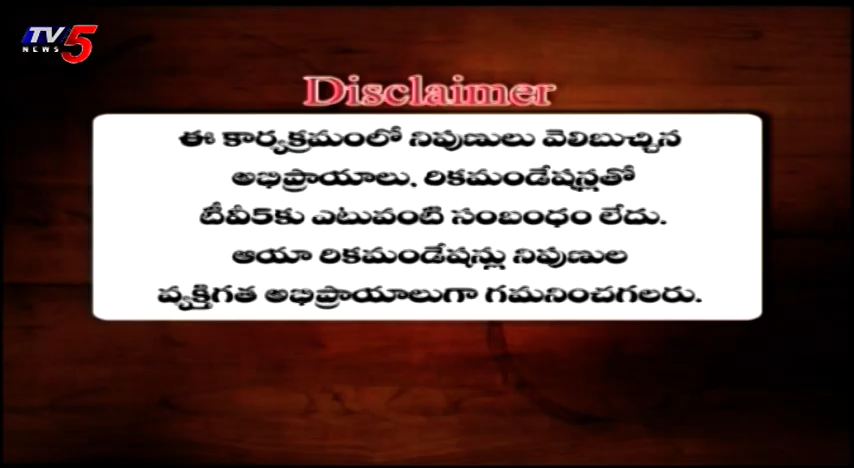 TV5
NEWS
Disclaimer
ఈ కార్యక్రమంలో నిపుణులు వెలిబుచ్చిన
అభిప్రాయాలు, రికమండేషన్లతో
టీవీ5కు ఎటువంటి సంబంధం లేదు.
ఆయా రికమండేషన్లు నిపుణుల
వ్యక్తిగత అభిప్రాయాలుగా గమనించగలరు.